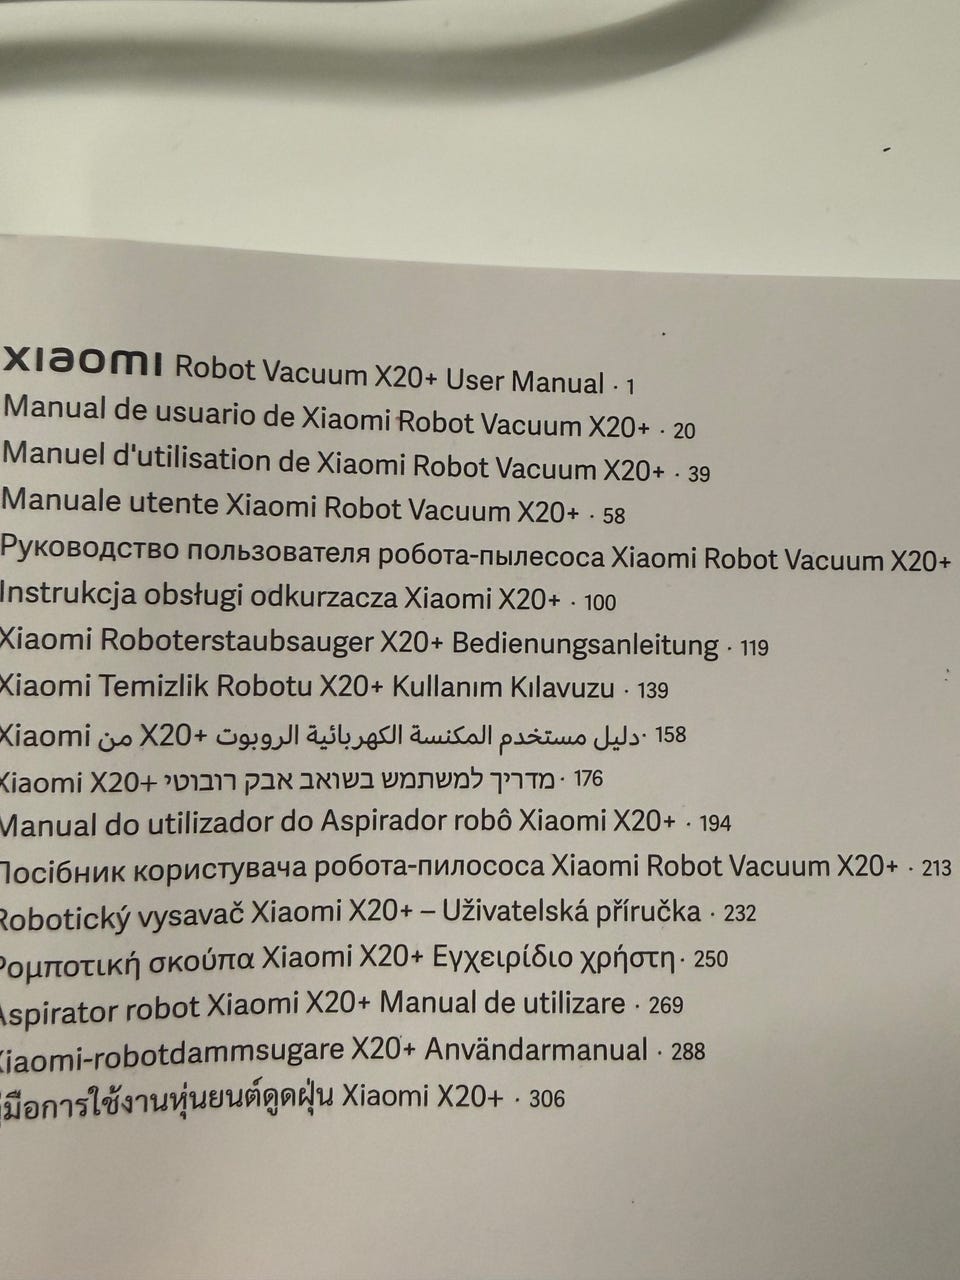 xiaomi Robot Vacuum X20+ User Manual · 1
Manual de usuario de Xiaomi Robot Vacuum X20+ · 20
Manuel d'utilisation de Xiaomi Robot Vacuum X20+ · 39
Manuale utente Xiaomi Robot Vacuum X20+ · 58
Руководство пользователя робота-пылесоса Xiaomi Robot Vacuum X20+
Instrukcja obsługi odkurzacza Xiaomi X20+ · 100
Xiaomi Roboterstaubsauger X20+ Bedienungsanleitung · 119
Xiaomi Temizlik Robotu X20+ Kullanım Kılavuzu · 139
دليل مستخدم المكنسة الكهربائية الروبوت X20+ من Xiaomi · 158
מדריך למשתמש בשואב אבק רובוטי Xiaomi X20+ · 176
Manual do utilizador do Aspirador robô Xiaomi X20+ · 194
Посібник користувача робота-пилососа Xiaomi Robot Vacuum X20+ · 213
Robotický vysavač Xiaomi X20+ – Uživatelská příručka · 232
Ρομποτική σκούπα Xiaomi X20+ Εγχειρίδιο χρήστη · 250
Aspirator robot Xiaomi X20+ Manual de utilizare · 269
Xiaomi-robotdammsugare X20+ Användarmanual · 288
คู่มือการใช้งานหุ่นยนต์ดูดฝุ่น Xiaomi X20+ · 306